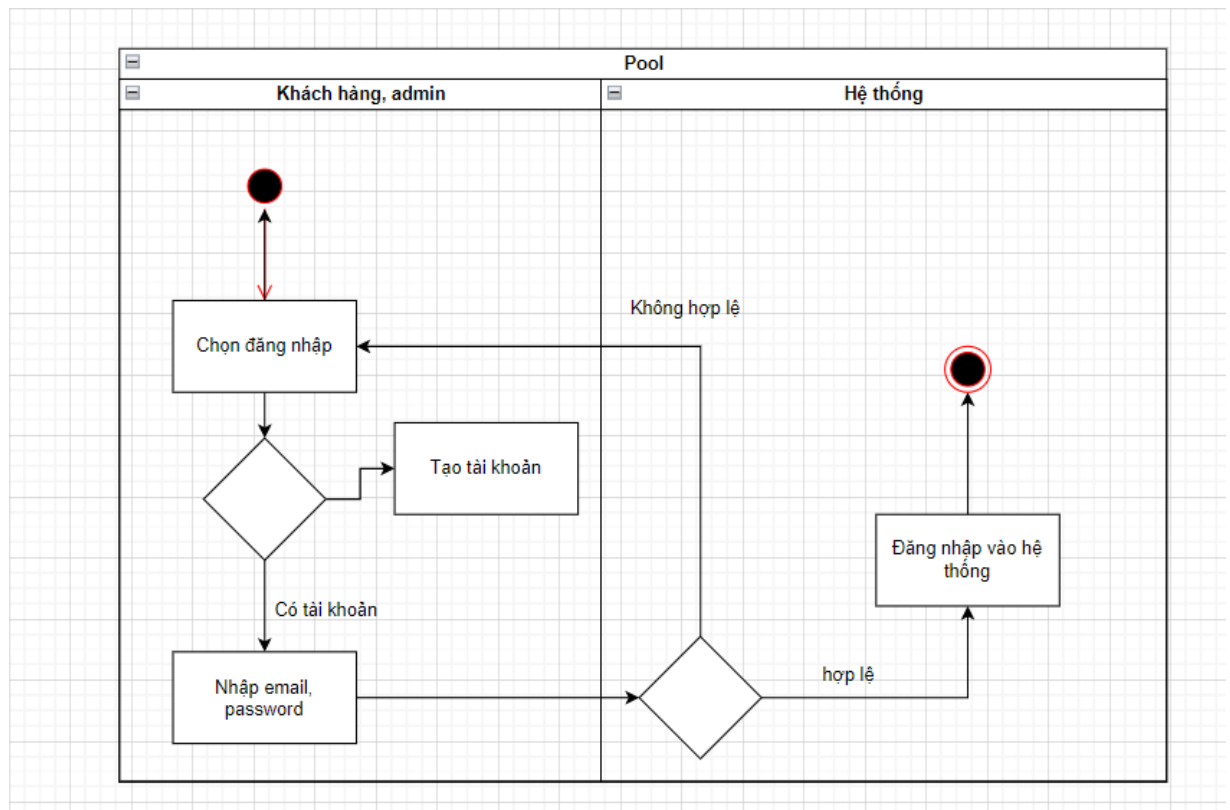 Pool
Khách hàng, admin
Hệ thống
Không hợp lệ
Chọn đăng nhập
Tạo tài khoản
Đăng nhập vào hệ
thống
Có tài khoản
Nhập email,
password
hợp lệ